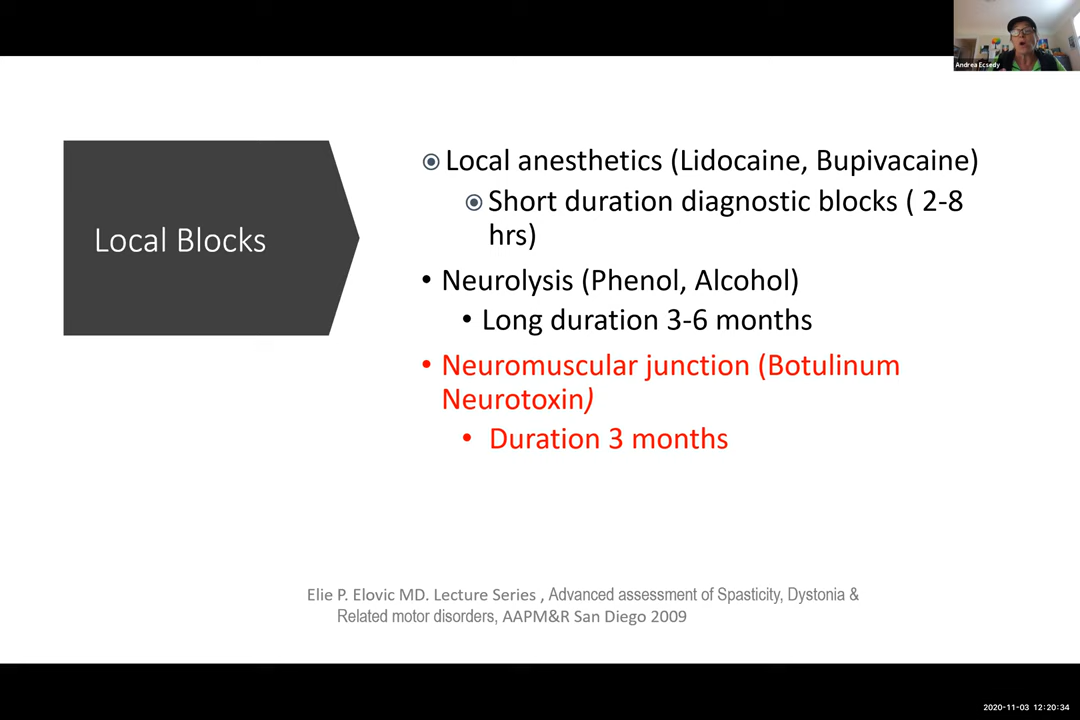 Andrea Ecsedy
Local Blocks
Local anesthetics (Lidocaine, Bupivacaine)
Short duration diagnostic blocks ( 2-8
hrs)
• Neurolysis (Phenol, Alcohol)
• Long duration 3-6 months
• Neuromuscular junction (Botulinum
Neurotoxin)
• Duration 3 months
Elie P. Elovic MD. Lecture Series , Advanced assessment of Spasticity, Dystonia &
Related motor disorders, AAPM&R San Diego 2009
2020-11-03 12:20:34